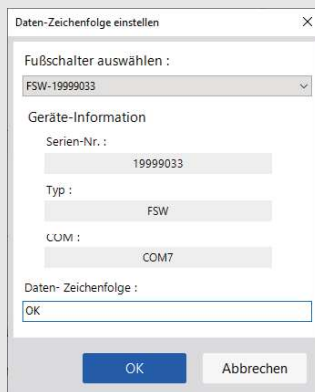 Daten-Zeichenfolge einstellen
Fußschalter auswählen :
FSW-19999033
Geräte-Information
Serien-Nr. :
19999033
Typ :
FSW
COM :
COM7
Daten- Zeichenfolge :
OK
OK Abbrechen